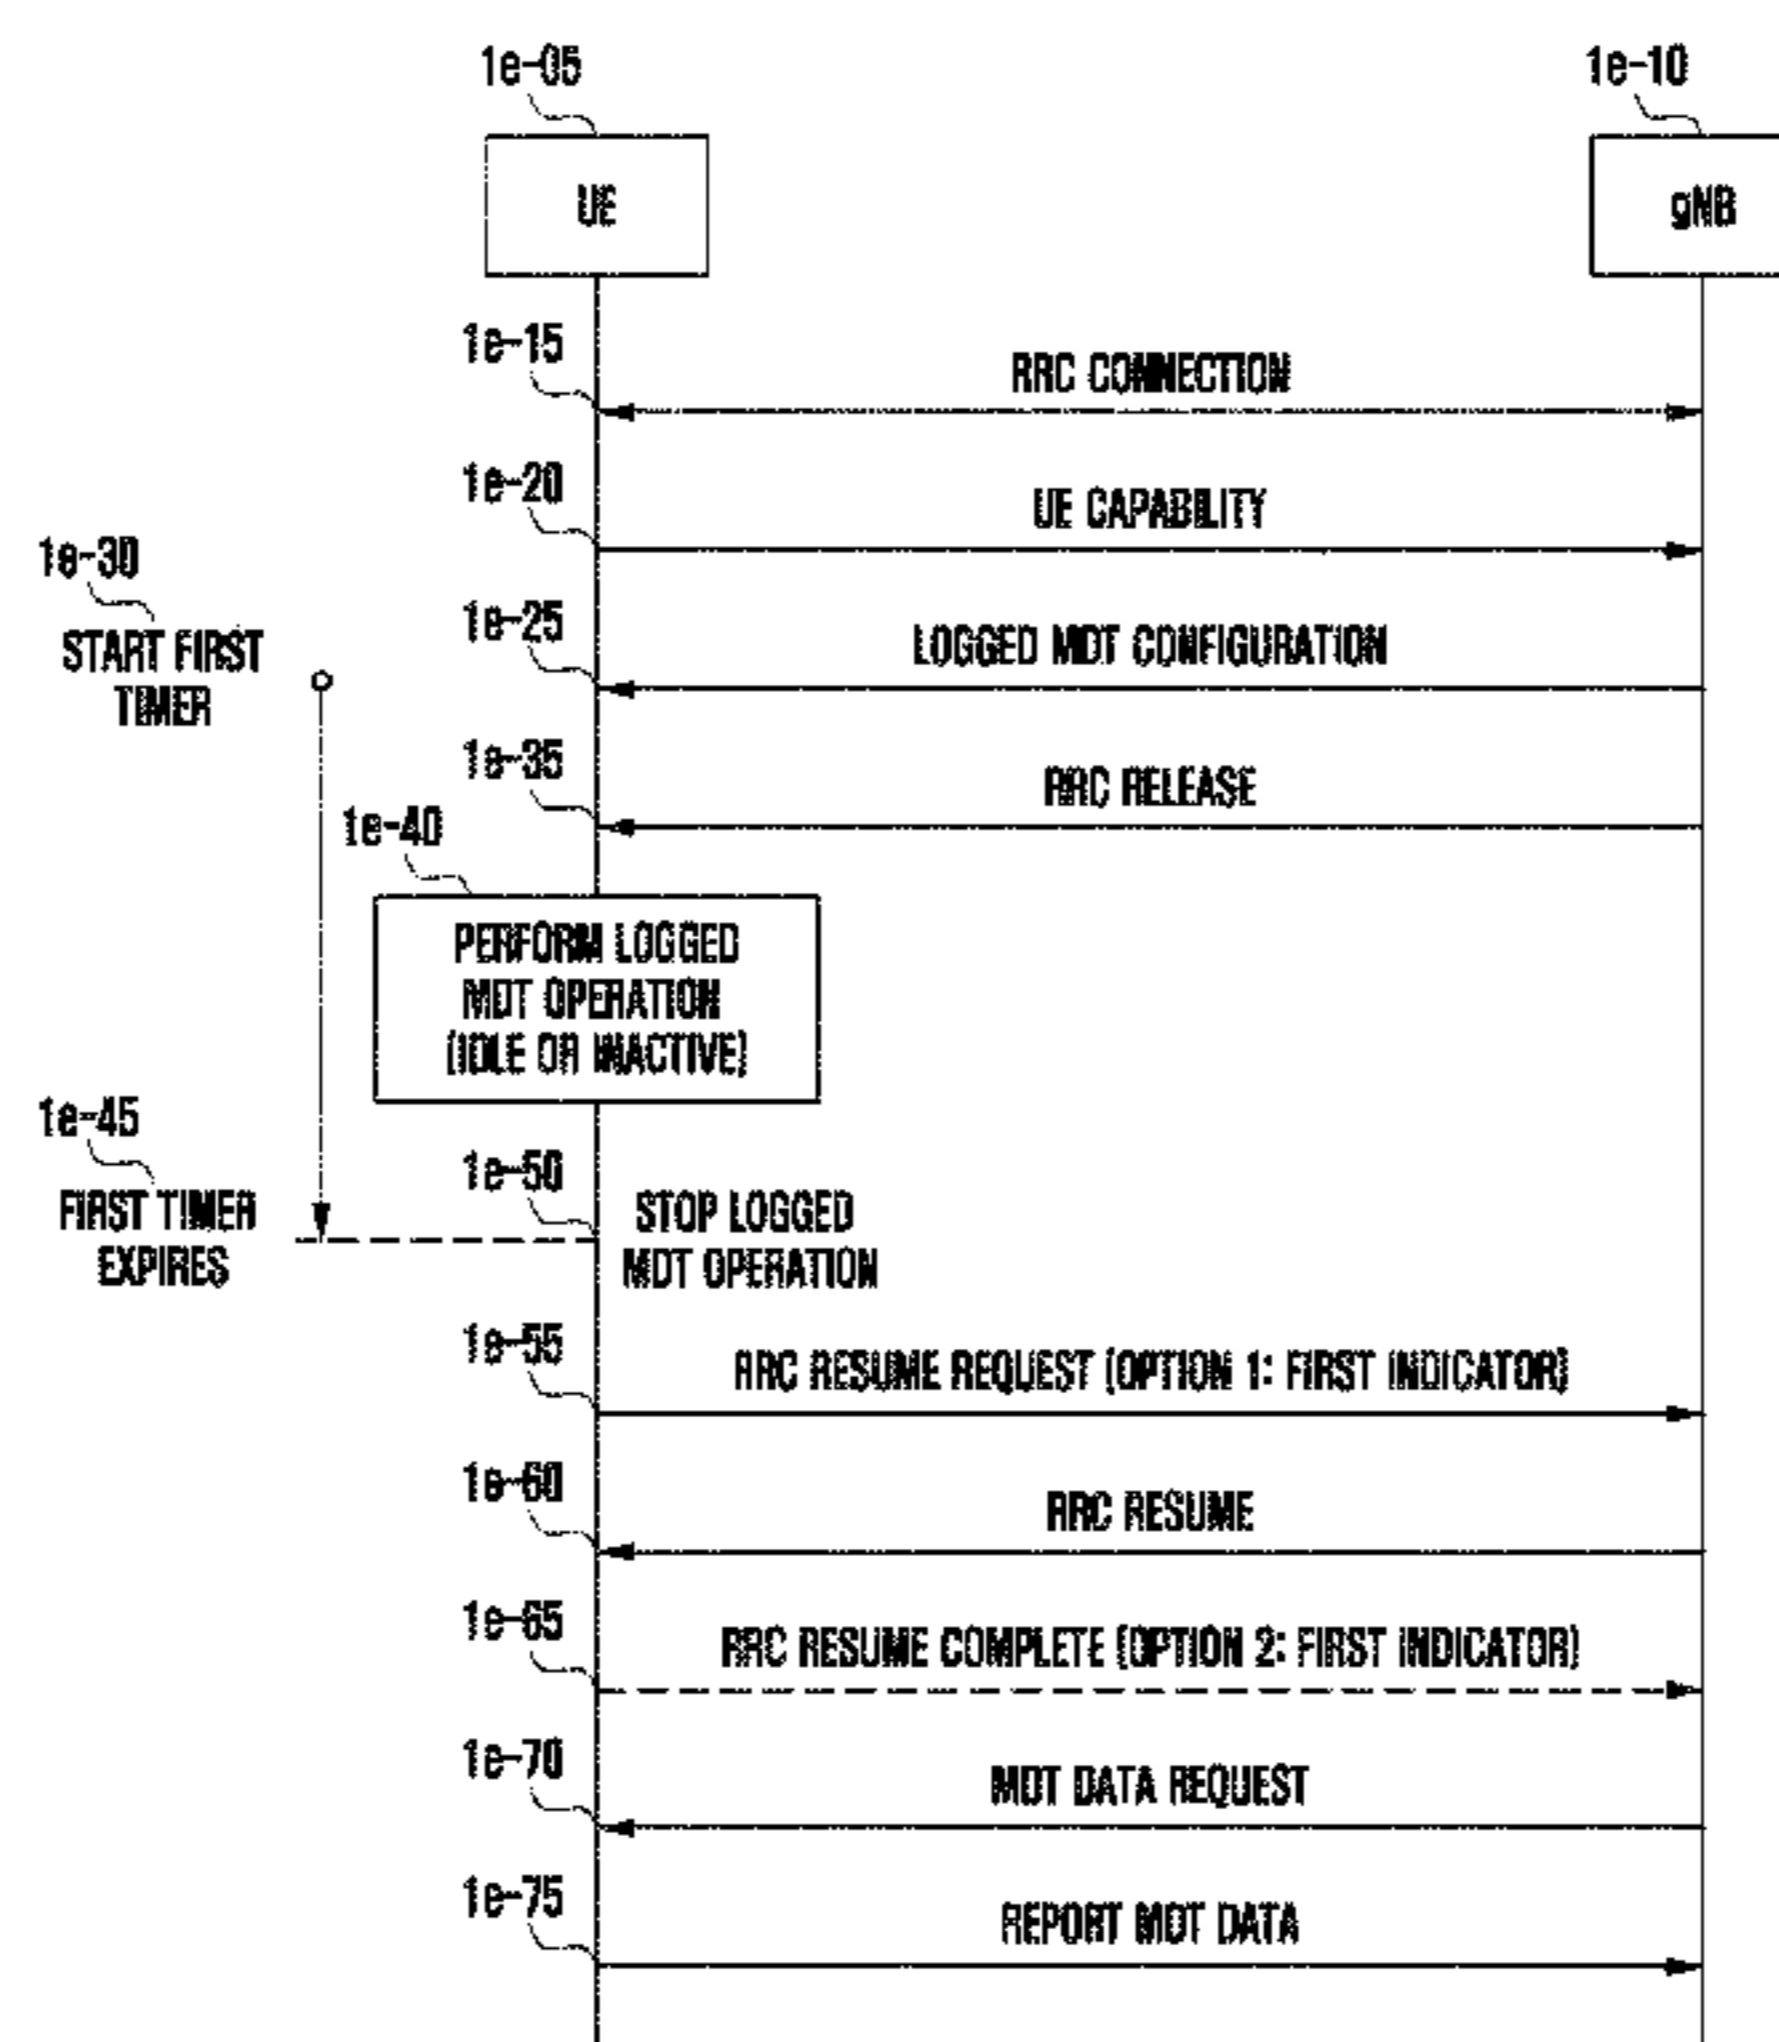 1e-05
1e-10
UE
gNB
1e-15
RRC CONNECTION
1e-20
UE CAPABILITY
1e-30
START FIRST
TIMER
1e-25
LOGGED MDT CONFIGURATION
1e-35
RRC RELEASE
1e-40
PERFORM LOGGED
MDT OPERATION
(IDLE OR INACTIVE)
1e-45
FIRST TIMER
EXPIRES
1e-50
STOP LOGGED
MDT OPERATION
1e-55
RRC RESUME REQUEST (OPTION 1: FIRST INDICATOR)
1e-60
RRC RESUME
1e-65
RRC RESUME COMPLETE (OPTION 2: FIRST INDICATOR)
1e-70
MDT DATA REQUEST
1e-75
REPORT MDT DATA